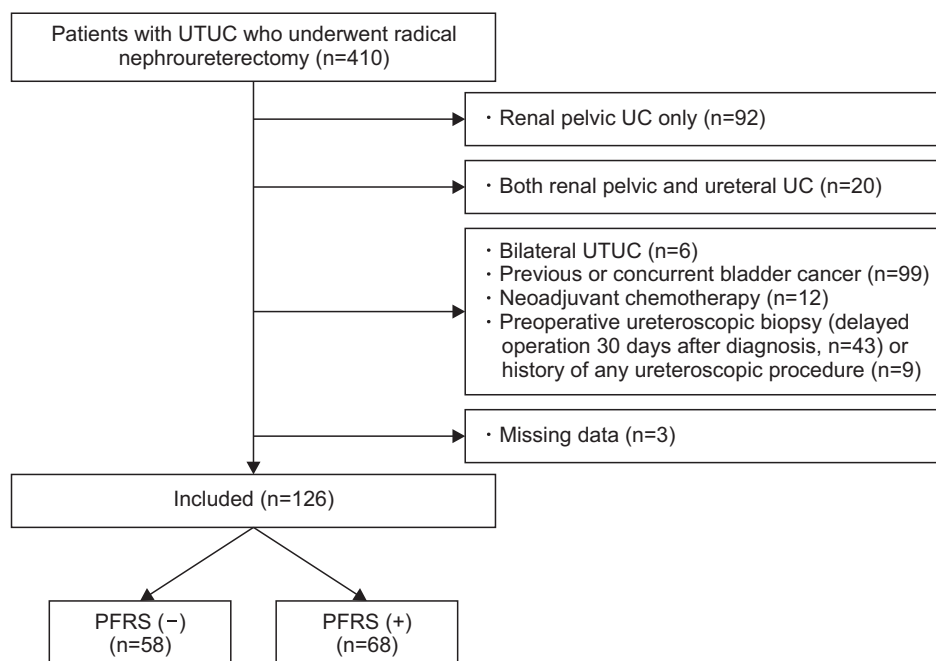 Patients with UTUC who underwent radical
nephroureterectomy (n=410)
· Renal pelvic UC only (n=92)
· Both renal pelvic and ureteral UC (n=20)
· Bilateral UTUC (n=6)
· Previous or concurrent bladder cancer (n=99)
· Neoadjuvant chemotherapy (n=12)
· Preoperative ureteroscopic biopsy (delayed
operation 30 days after diagnosis, n=43) or
history of any ureteroscopic procedure (n=9)
· Missing data (n=3)
Included (n=126)
PFRS (−)
(n=58)
PFRS (+)
(n=68)